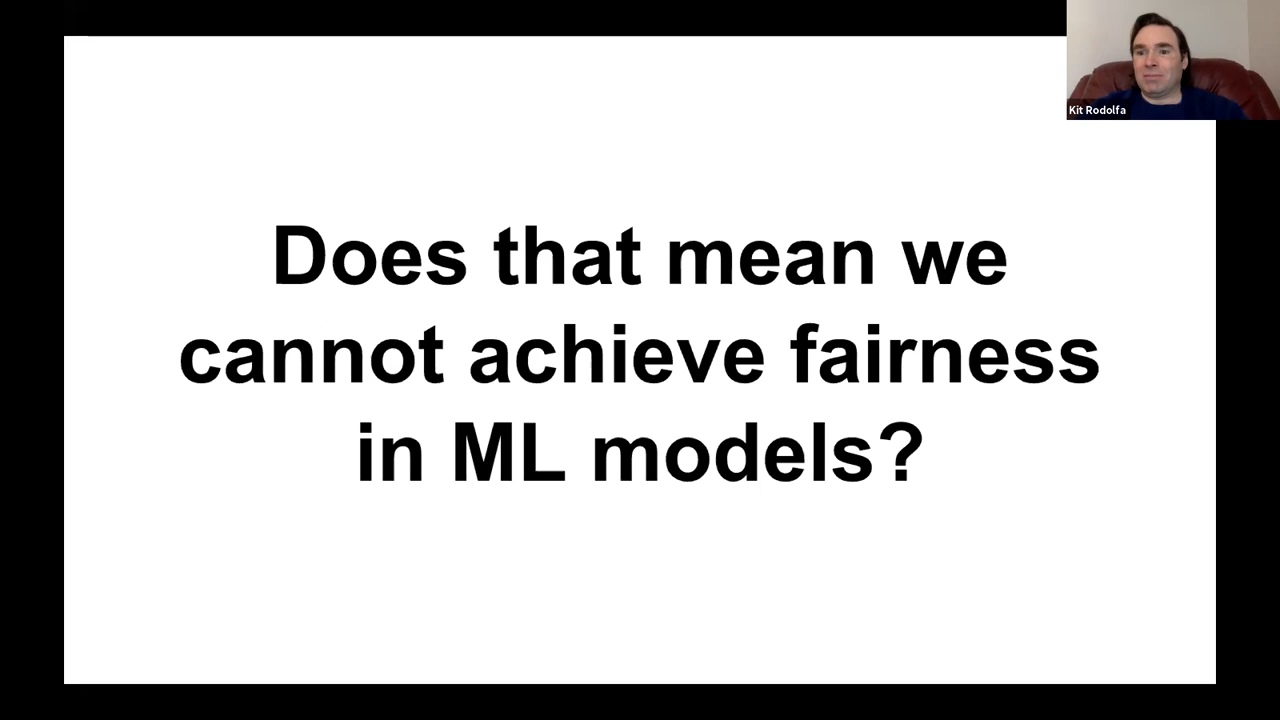 Kit Rodolfa
Does that mean we
cannot achieve fairness
in ML models?